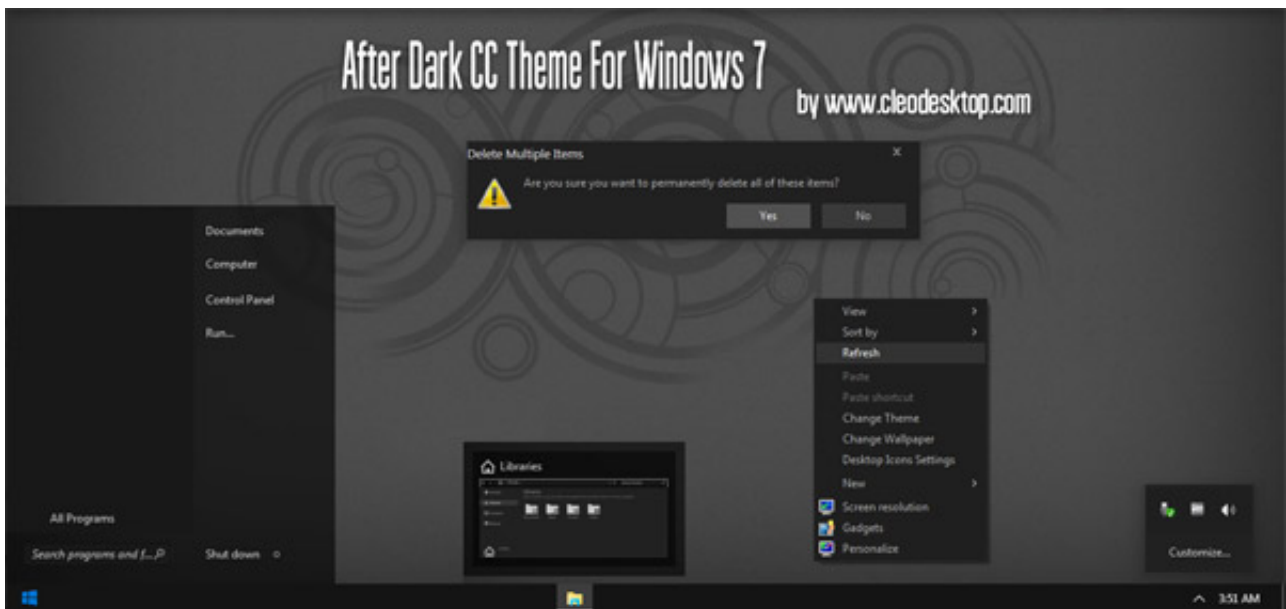 After Dark CC Theme For Windows 7
by www.cleodesktop.com
Delete Multiple Items
x
Are you sure you want to permanently delete all of these items?
Yes
No
Documents
Computer
Control Panel
Run...
All Programs
Search programs and f...
Shut down
Libraries
View
Sort by
Refresh
Paste
Paste shortcut
Change Theme
Change Wallpaper
Desktop Icons Settings
New
Screen resolution
Gadgets
Personalize
Customize...
3:51 AM